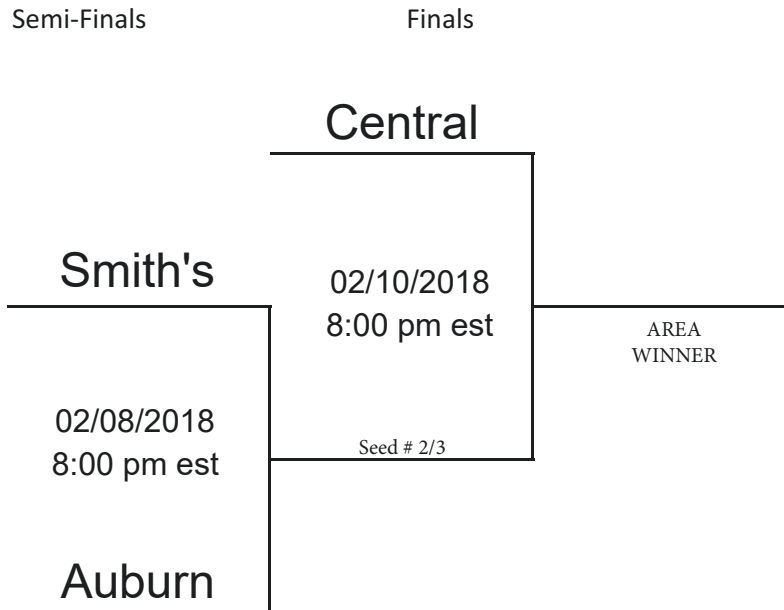 Semi-Finals
Finals
Central
Smith's
02/10/2018
8:00 pm est
AREA
WINNER
02/08/2018
8:00 pm est
Seed # 2/3
Auburn